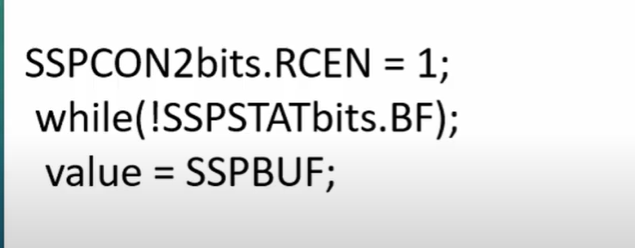 SSPCON2bits.RCEN = 1;
while(!SSPSTATbits.BF);
value = SSPBUF;